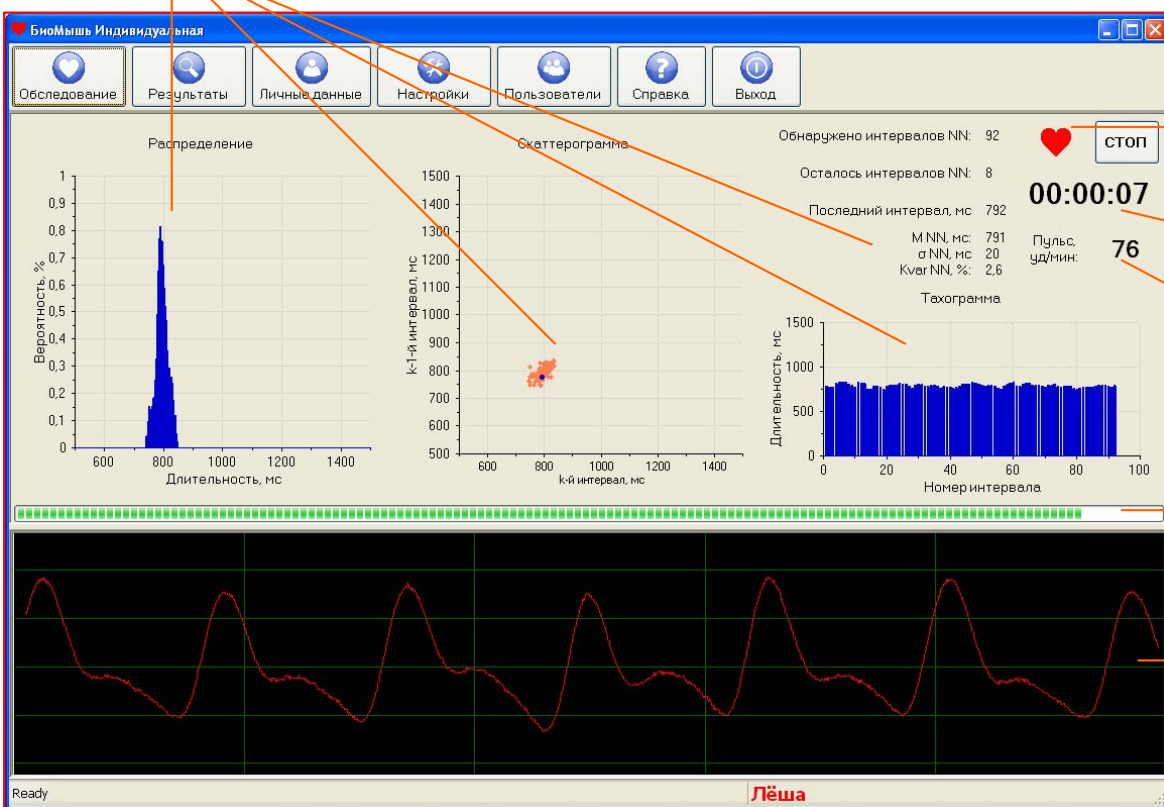 БиоМышь Индивидуальная
Обследование Результаты Личные данные Настройки Пользователи Справка Выход
Распределение
Вероятность, %
1
0,9
0,8
0,7
0,6
0,5
0,4
0,3
0,2
0,1
0
600 800 1000 1200 1400
Длительность, мс
Скаттерограмма
k-1-й интервал, мс
1500
1400
1300
1200
1100
1000
900
800
700
600
500
600 800 1000 1200 1400
k-й интервал, мс
Обнаружено интервалов NN: 92
Осталось интервалов NN: 8
Последний интервал, мс 792
M NN, мс: 791
σ NN, мс 20
Kvar NN, %: 2,6
стоп
00:00:07
Пульс,
уд/мин:
76
Тахограмма
Длительность, мс
1500
1000
500
0
0 20 40 60 80 100
Номер интервала
Ready
Лёша